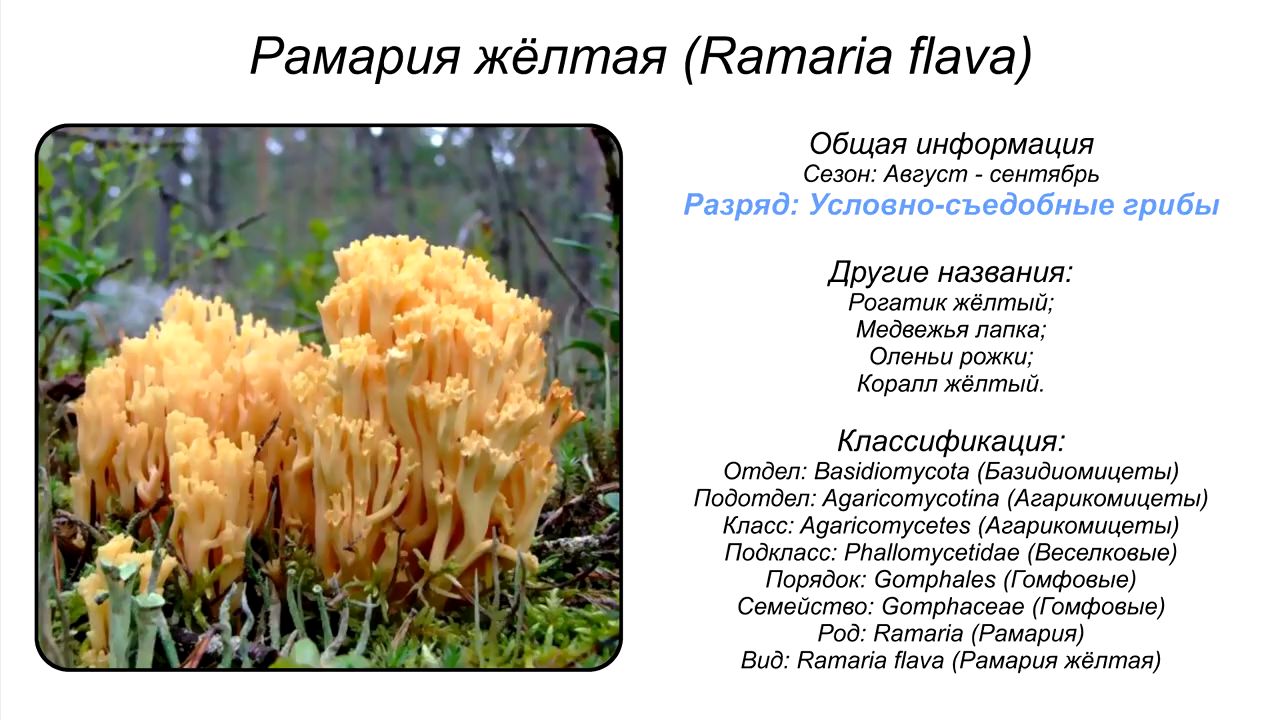 Рамария жёлтая (Ramaria flava)
Общая информация
Сезон: Август - сентябрь
Разряд: Условно-съедобные грибы
Другие названия:
Рогатик жёлтый;
Медвежья лапка;
Оленьи рожки;
Коралл жёлтый.
Классификация:
Отдел: Basidiomycota (Базидиомицеты)
Подотдел: Agaricomycotina (Агарикомицеты)
Класс: Agaricomycetes (Агарикомицеты)
Подкласс: Phallomycetidae (Веселковые)
Порядок: Gomphales (Гомфовые)
Семейство: Gomphaceae (Гомфовые)
Род: Ramaria (Рамария)
Вид: Ramaria flava (Рамария жёлтая)